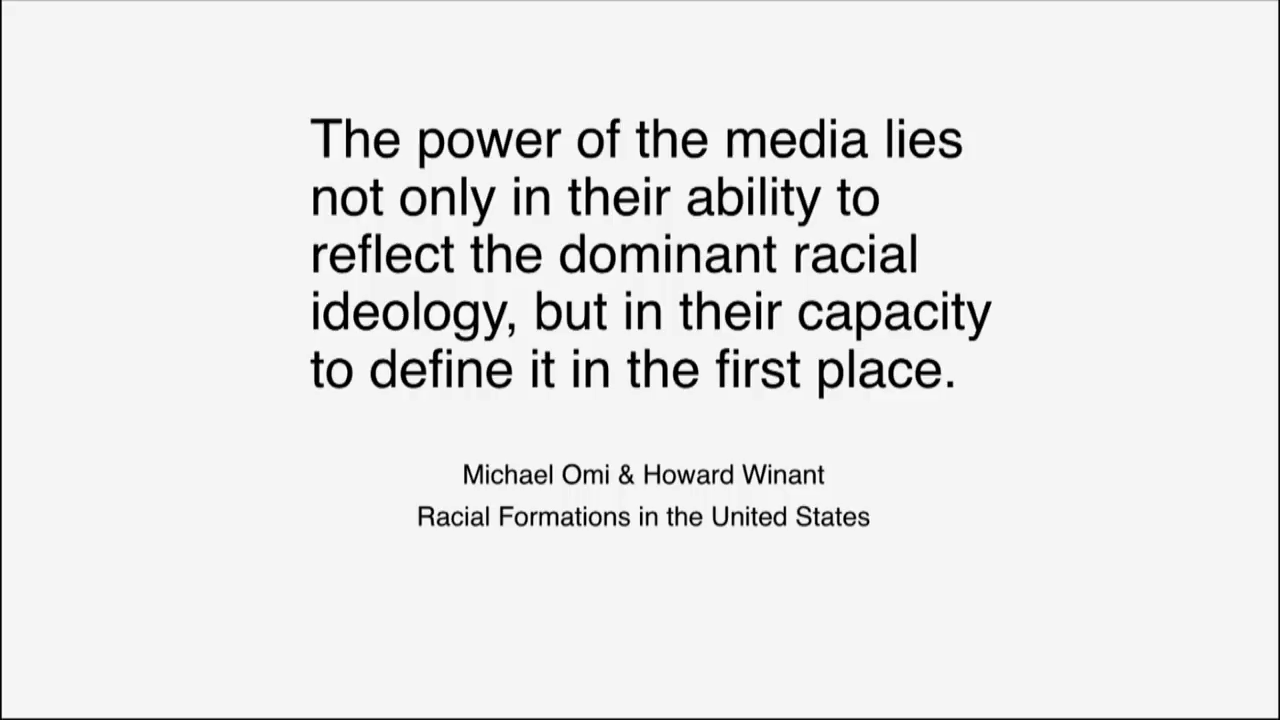 The power of the media lies
not only in their ability to
reflect the dominant racial
ideology, but in their capacity
to define it in the first place.
Michael Omi & Howard Winant
Racial Formations in the United States